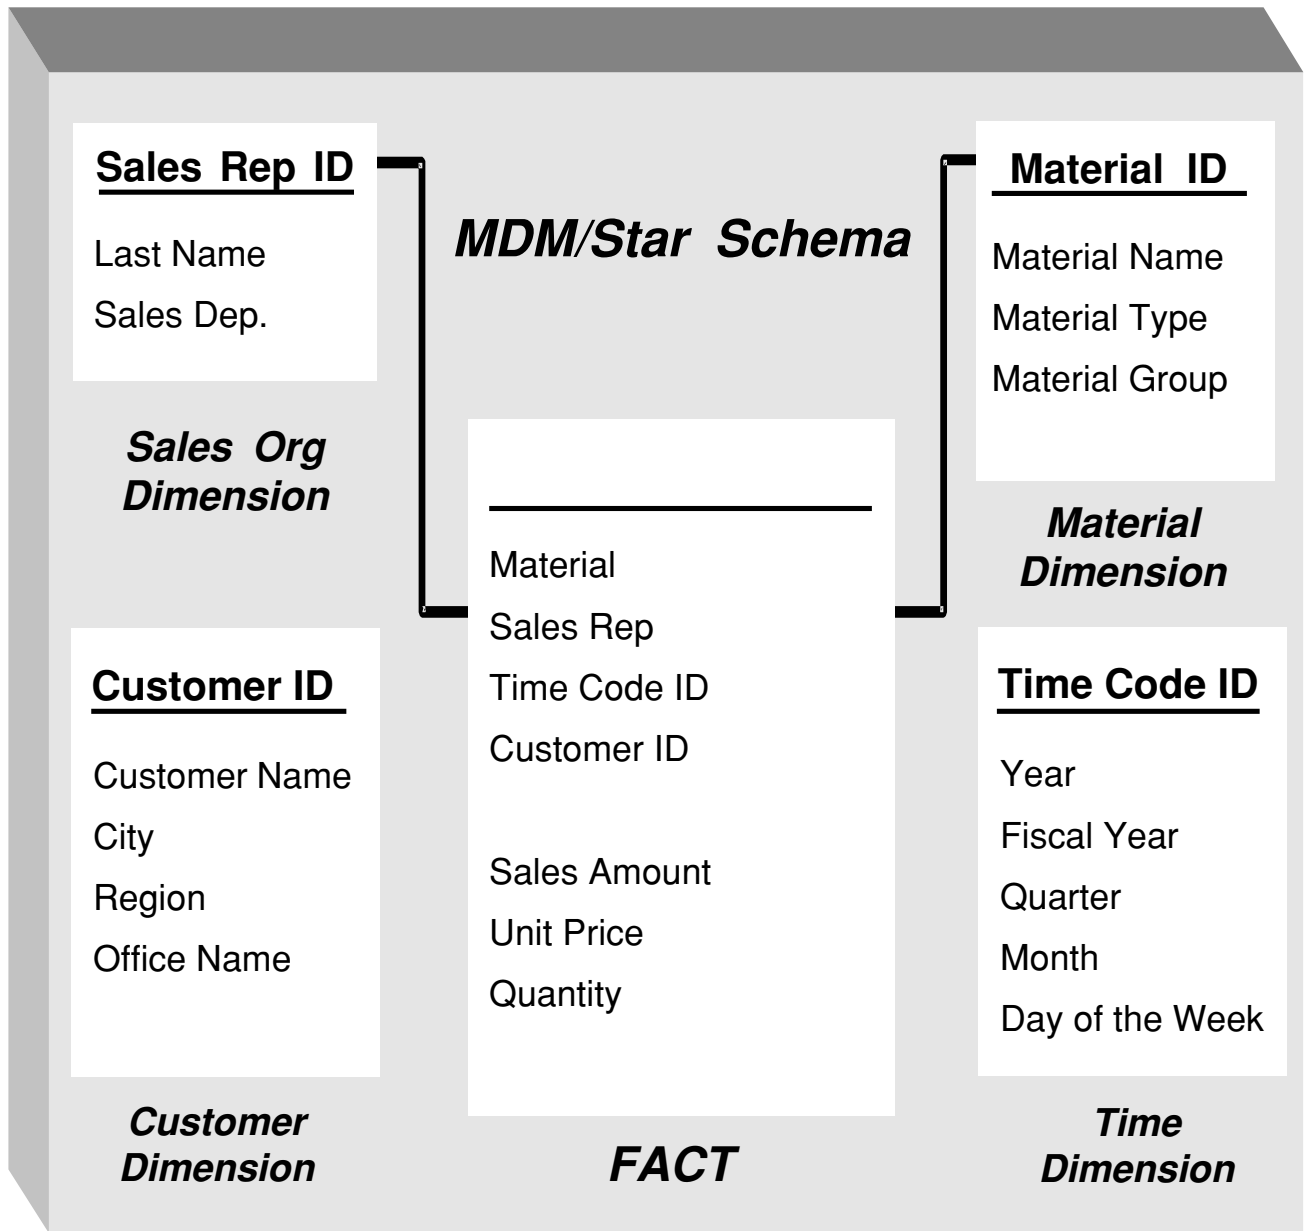 Sales Rep ID
Last Name
Sales Dep.
Sales Org
Dimension
MDM/Star Schema
Material ID
Material Name
Material Type
Material Group
Material
Dimension
Customer ID
Customer Name
City
Region
Office Name
Customer
Dimension
Material
Sales Rep
Time Code ID
Customer ID
Sales Amount
Unit Price
Quantity
FACT
Time Code ID
Year
Fiscal Year
Quarter
Month
Day of the Week
Time
Dimension